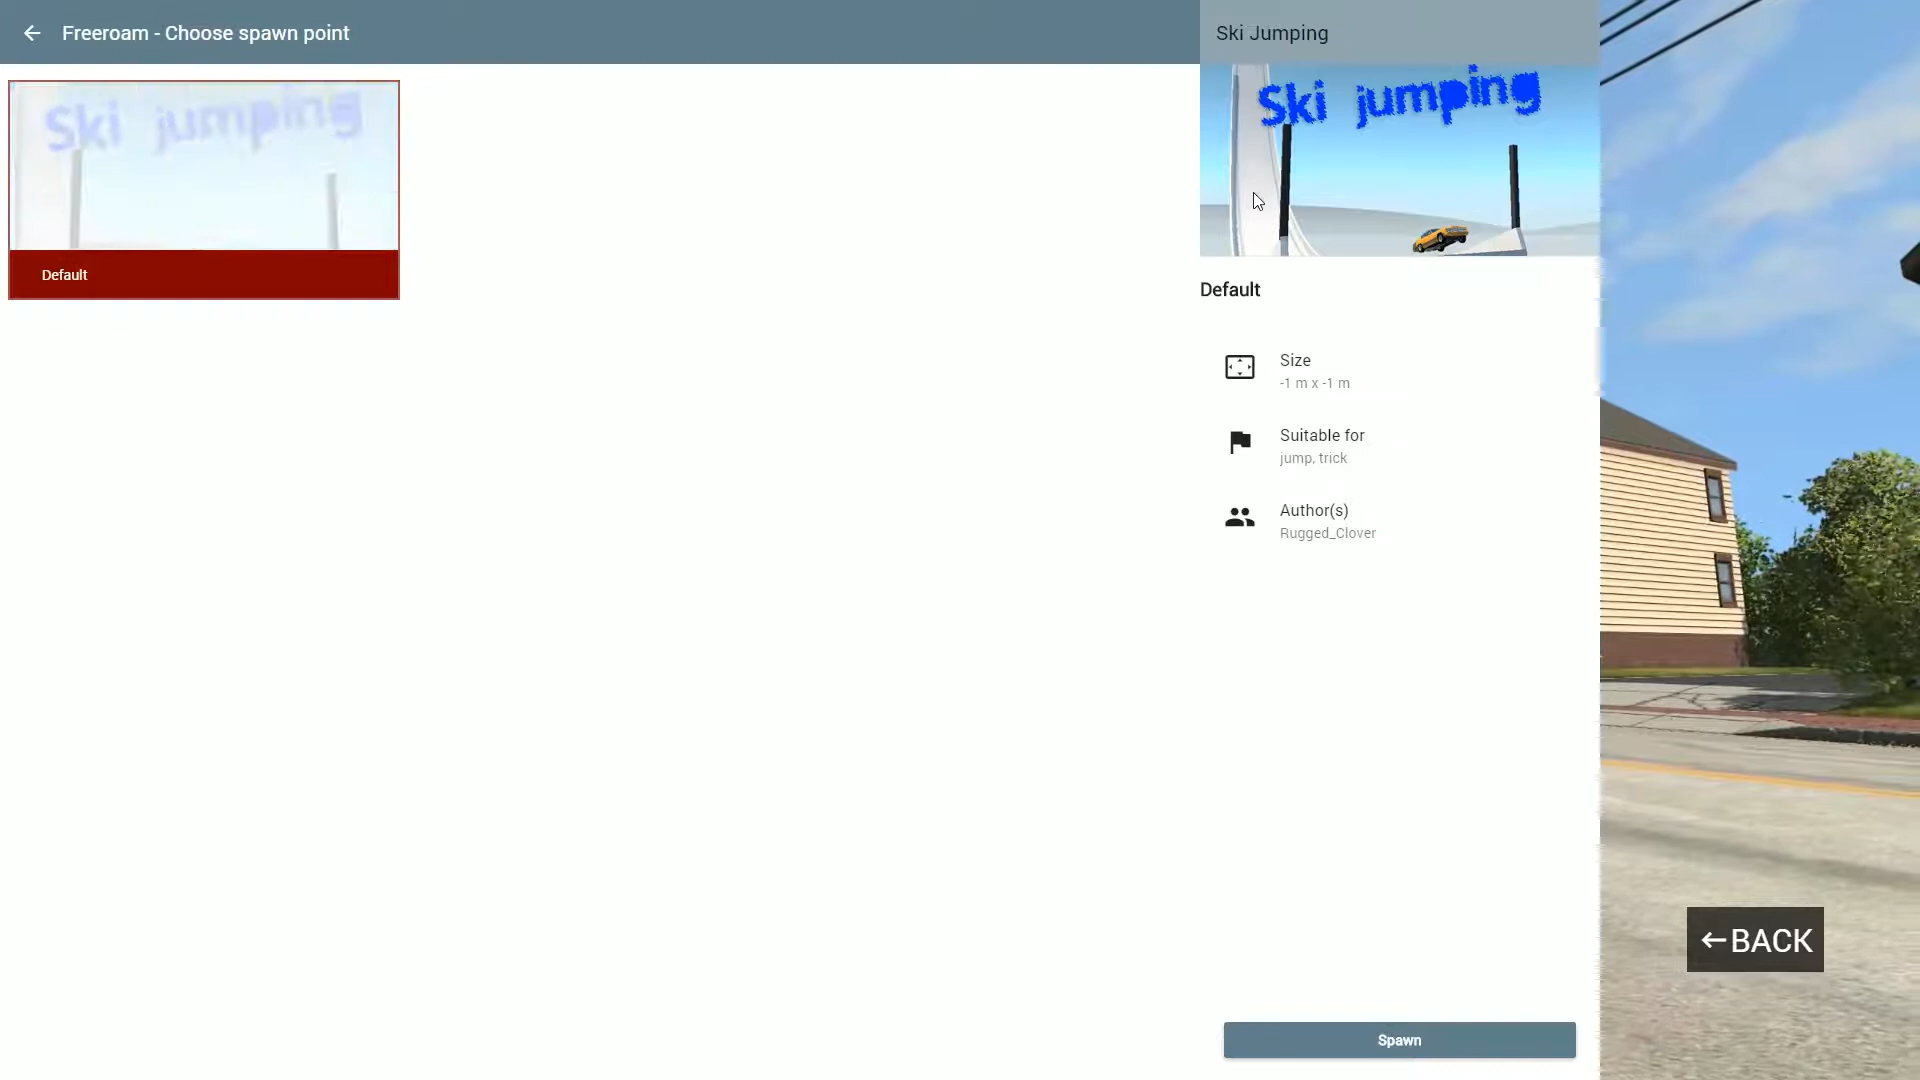 Freeroam - Choose spawn point
Ski jumping
Default
Ski Jumping
Ski jumping
Default
Size
-1 m x -1 m
Suitable for
jump, trick
Author(s)
Rugged_Clover
BACK
Spawn